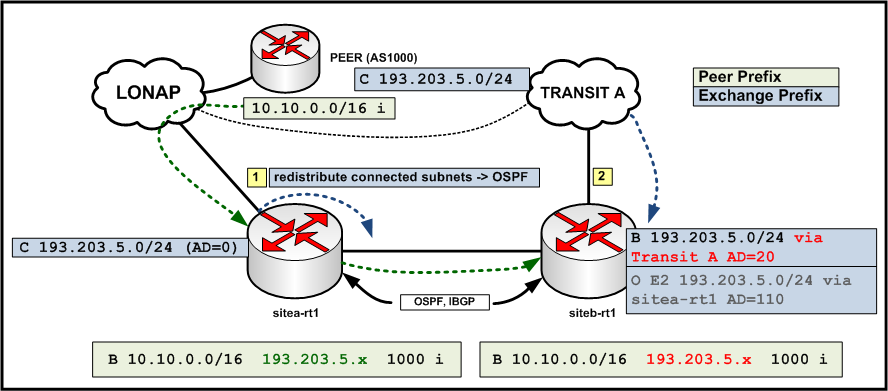 PEER (AS1000)
C 193.203.5.0/24
LONAP
TRANSIT A
Peer Prefix
Exchange Prefix
10.10.0.0/16 i
1
redistribute connected subnets -> OSPF
2
C 193.203.5.0/24 (AD=0)
B 193.203.5.0/24 via
Transit A AD=20
O E2 193.203.5.0/24 via
sitea-rt1 AD=110
OSPF, IBGP
sitea-rt1
siteb-rt1
B 10.10.0.0/16 193.203.5.x 1000 i
B 10.10.0.0/16 193.203.5.x 1000 i